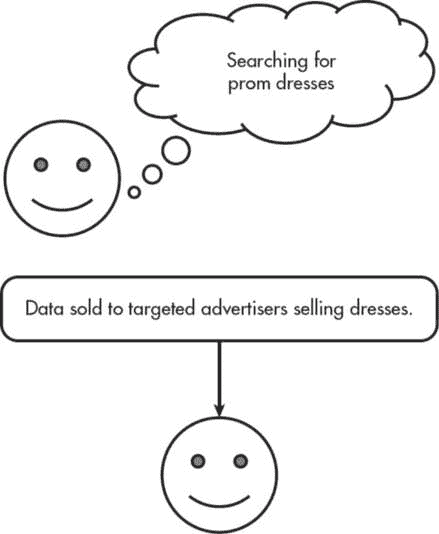 Searching for
prom dresses
Data sold to targeted advertisers selling dresses.